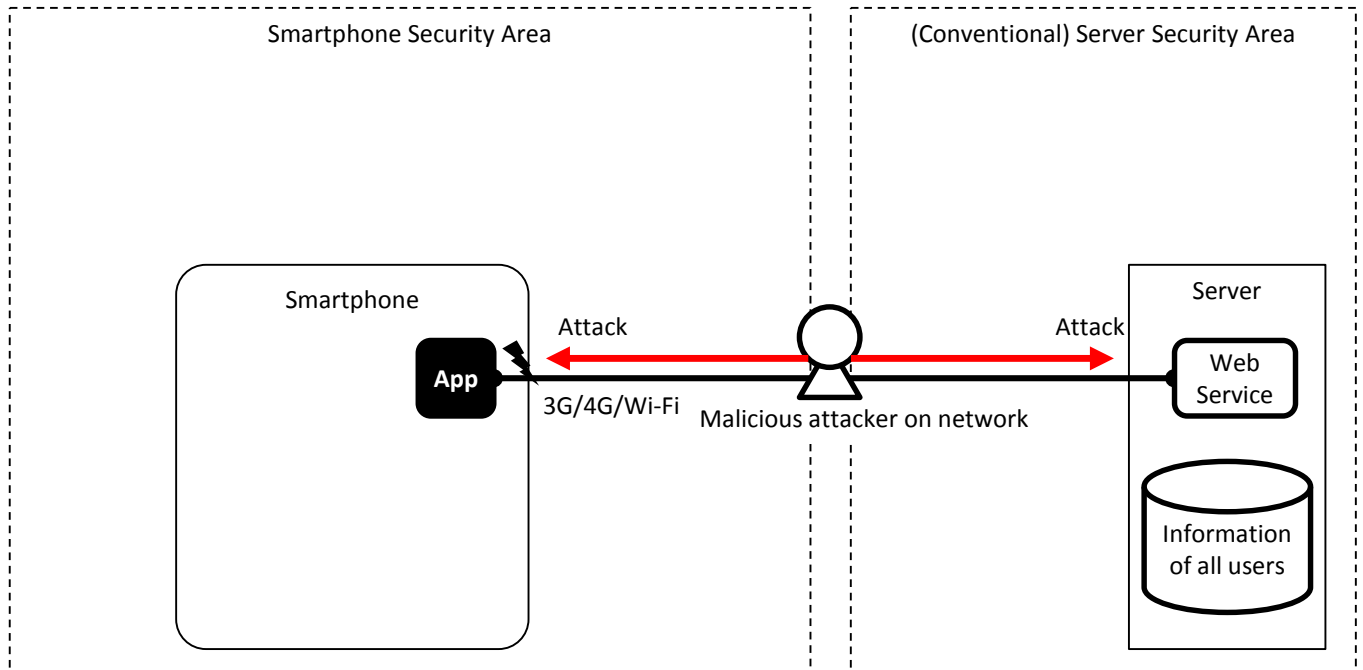 Smartphone Security Area
(Conventional) Server Security Area
Smartphone
Server
Attack
Attack
App
Web
Service
3G/4G/Wi-Fi
Malicious attacker on network
Information
of all users